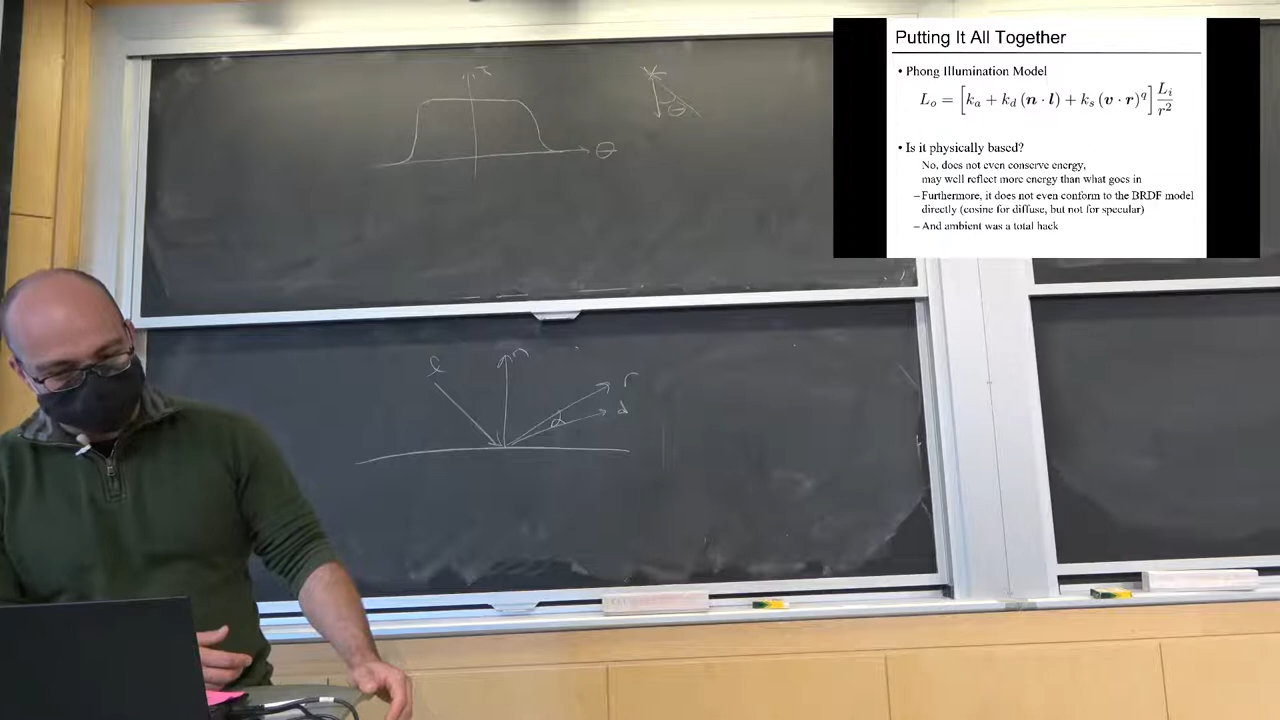 Putting It All Together
• Phong Illumination Model
L_o = [k_a + k_d (n · l) + k_s (v · r)^q] L_i / r^2
• Is it physically based?
No, does not even conserve energy,
may well reflect more energy than what goes in
– Furthermore, it does not even conform to the BRDF model
directly (cosine for diffuse, but not for specular)
– And ambient was a total hack
θ
θ
l
n
r
α